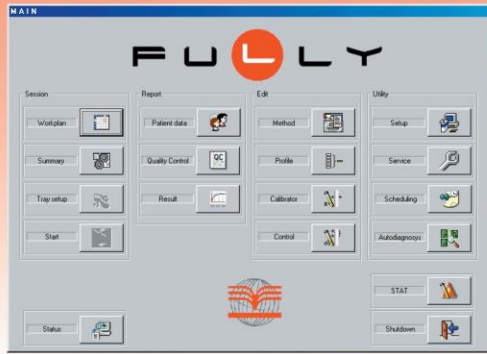 MAIN
FULLY
Session
Report
Edit
Utility
Workplan
Patient data
Method
Setup
Summary
Quality Control
QC
Profile
Service
Tray setup
Result
Calibrator
Scheduling
Start
Control
Autodiagnosys
STAT
Status
Shutdown